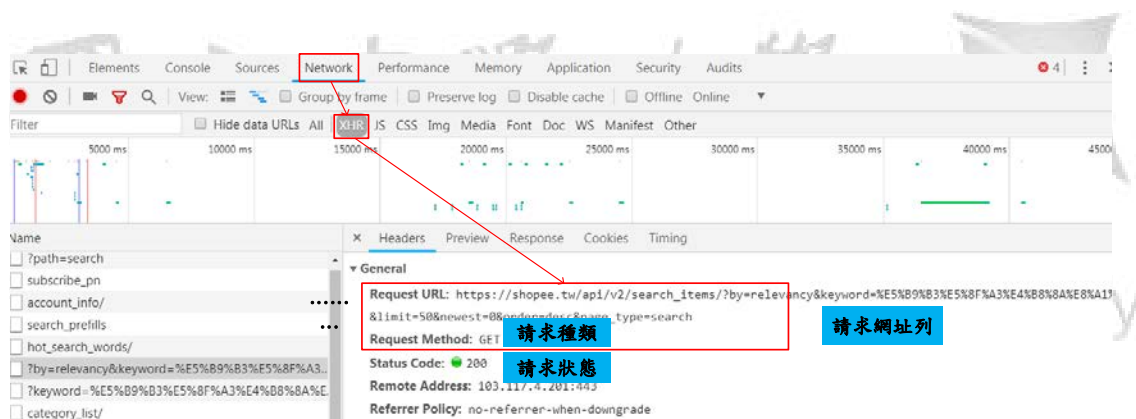 Elements Console Sources Network Performance Memory Application Security Audits 4
View: Group by frame Preserve log Disable cache Offline Online
Filter Hide data URLs All XHR JS CSS Img Media Font Doc WS Manifest Other
5000 ms 10000 ms 15000 ms 20000 ms 25000 ms 30000 ms 35000 ms 40000 ms 4500
Name
?path=search
subscribe_pn
account_info/
search_prefills
hot_search_words/
?by=relevancy&keyword=%E5%B9%B3%E5%8F%A3...
?keyword=%E5%B9%B3%E5%8F%A3%E4%B8%8A%E
category_list/
× Headers Preview Response Cookies Timing
▼ General
Request URL: https://shopee.tw/api/v2/search_items/?by=relevancy&keyword=%E5%B9%B3%E5%8F%A3%E4%B8%8A%E8%A1%
&limit=50&newest=0&order=desc&page_type=search
請求種類
請求網址列
Request Method: GET
Status Code: 200
請求狀態
Remote Address: 103.117.4.201:443
Referrer Policy: no-referrer-when-downgrade